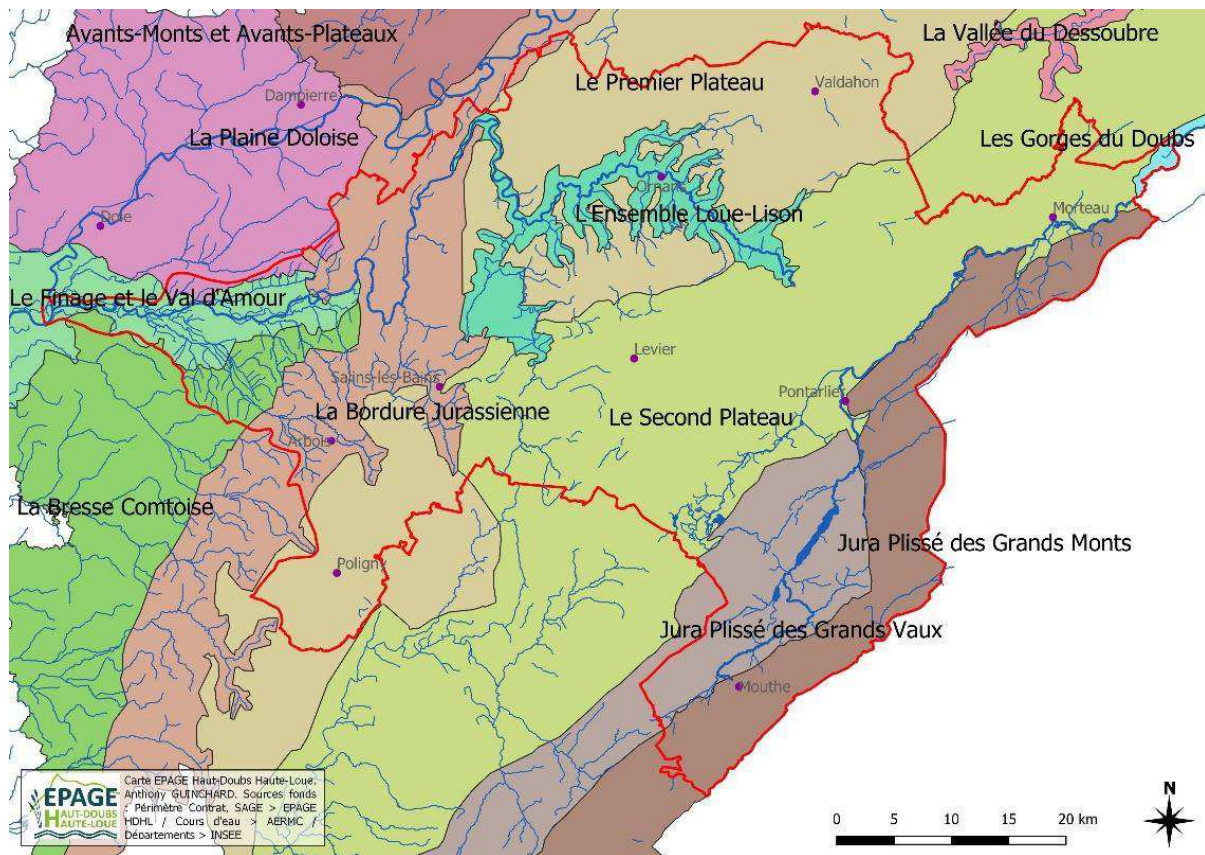 Avants-Monts et Avants-Plateaux
La Vallée du Dessoubre
Le Premier Plateau
Valdahon
Dampierre
La Plaine Doloise
Les Gorges du Doubs
Ornans
L'Ensemble Loue-Lison
Morteau
Dole
Le Finage et le Val d'Amour
Levier
Salins-les-Bains
Pontarlier
La Bordure Jurassienne
Le Second Plateau
Arbois
La Bresse Comtoise
Jura Plissé des Grands Monts
Poligny
Jura Plissé des Grands Vaux
Mouthe
EPAGE
HAUT-DOUBS
HAUTE-LOUE
Carte EPAGE Haut-Doubs Haute-Loue.
Anthony GUINCHARD. Sources fonds
: Périmètre Contrat, SAGE > EPAGE
HDHL / Cours d'eau > AERMC /
Départements > INSEE
N
0 5 10 15 20 km